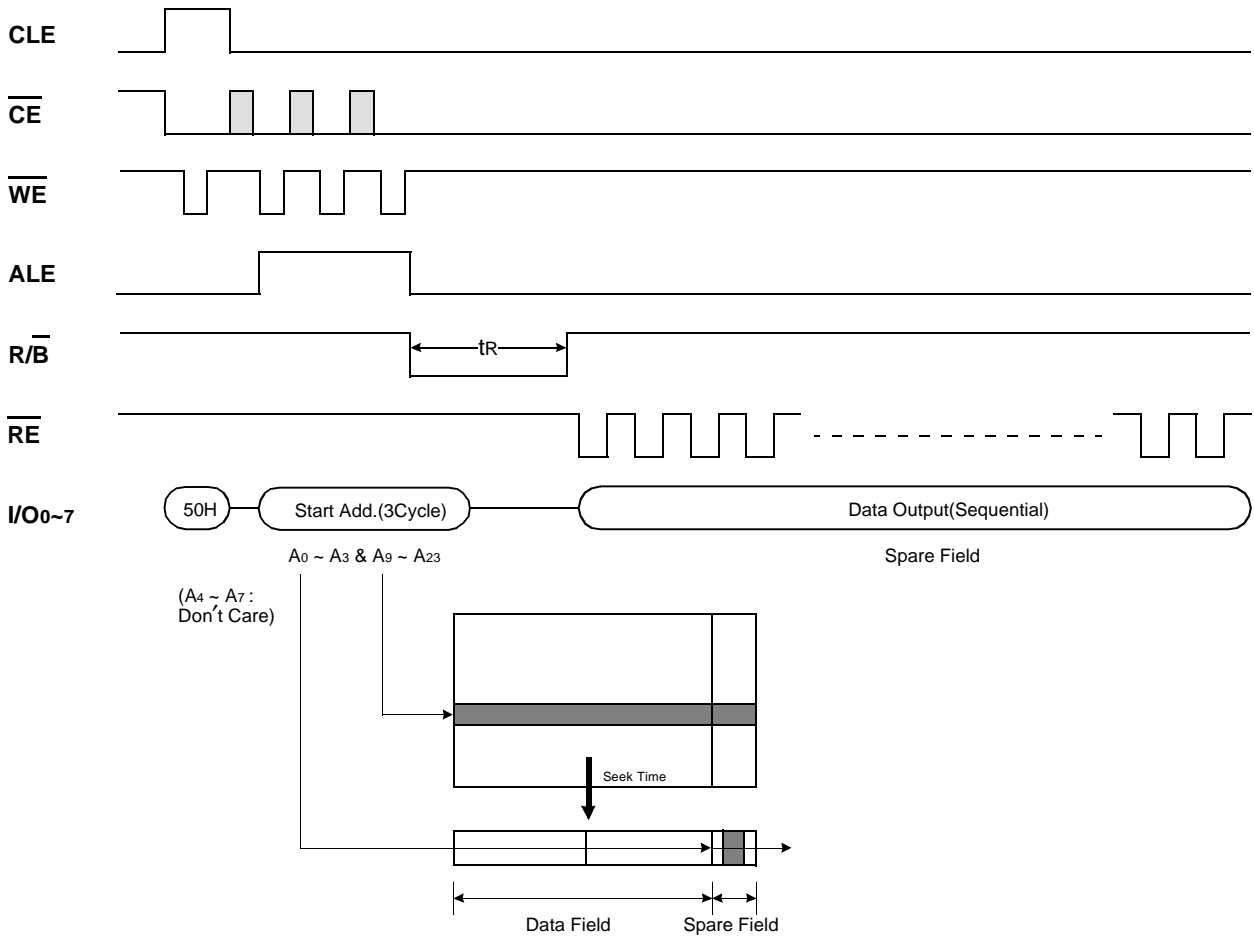 CLE
CE
WE
ALE
R/B
tR
RE
I/O0~7
50H
Start Add.(3Cycle)
Data Output(Sequential)
A0 ~ A3 & A9 ~ A23
Spare Field
(A4 ~ A7 :
Don't Care)
Seek Time
Data Field
Spare Field